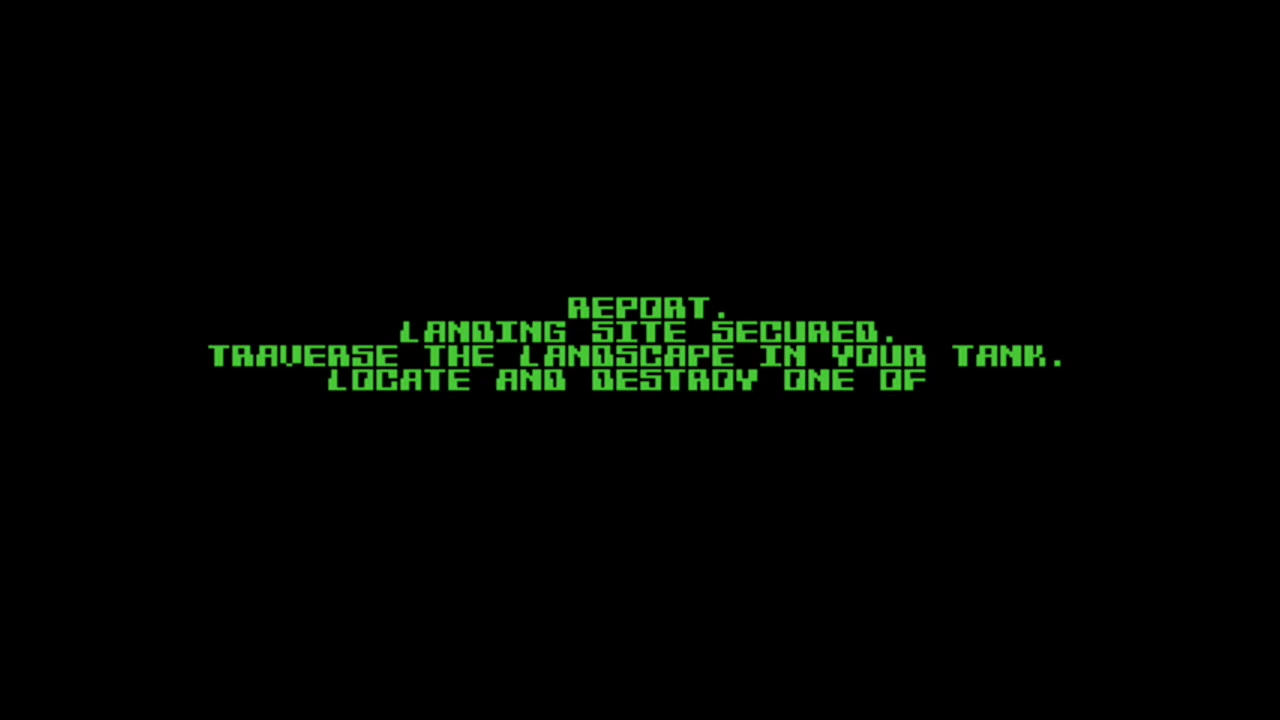 REPORT.
LANDING SITE SECURED.
TRAVERSE THE LANDSCAPE IN YOUR TANK.
LOCATE AND DESTROY ONE OF